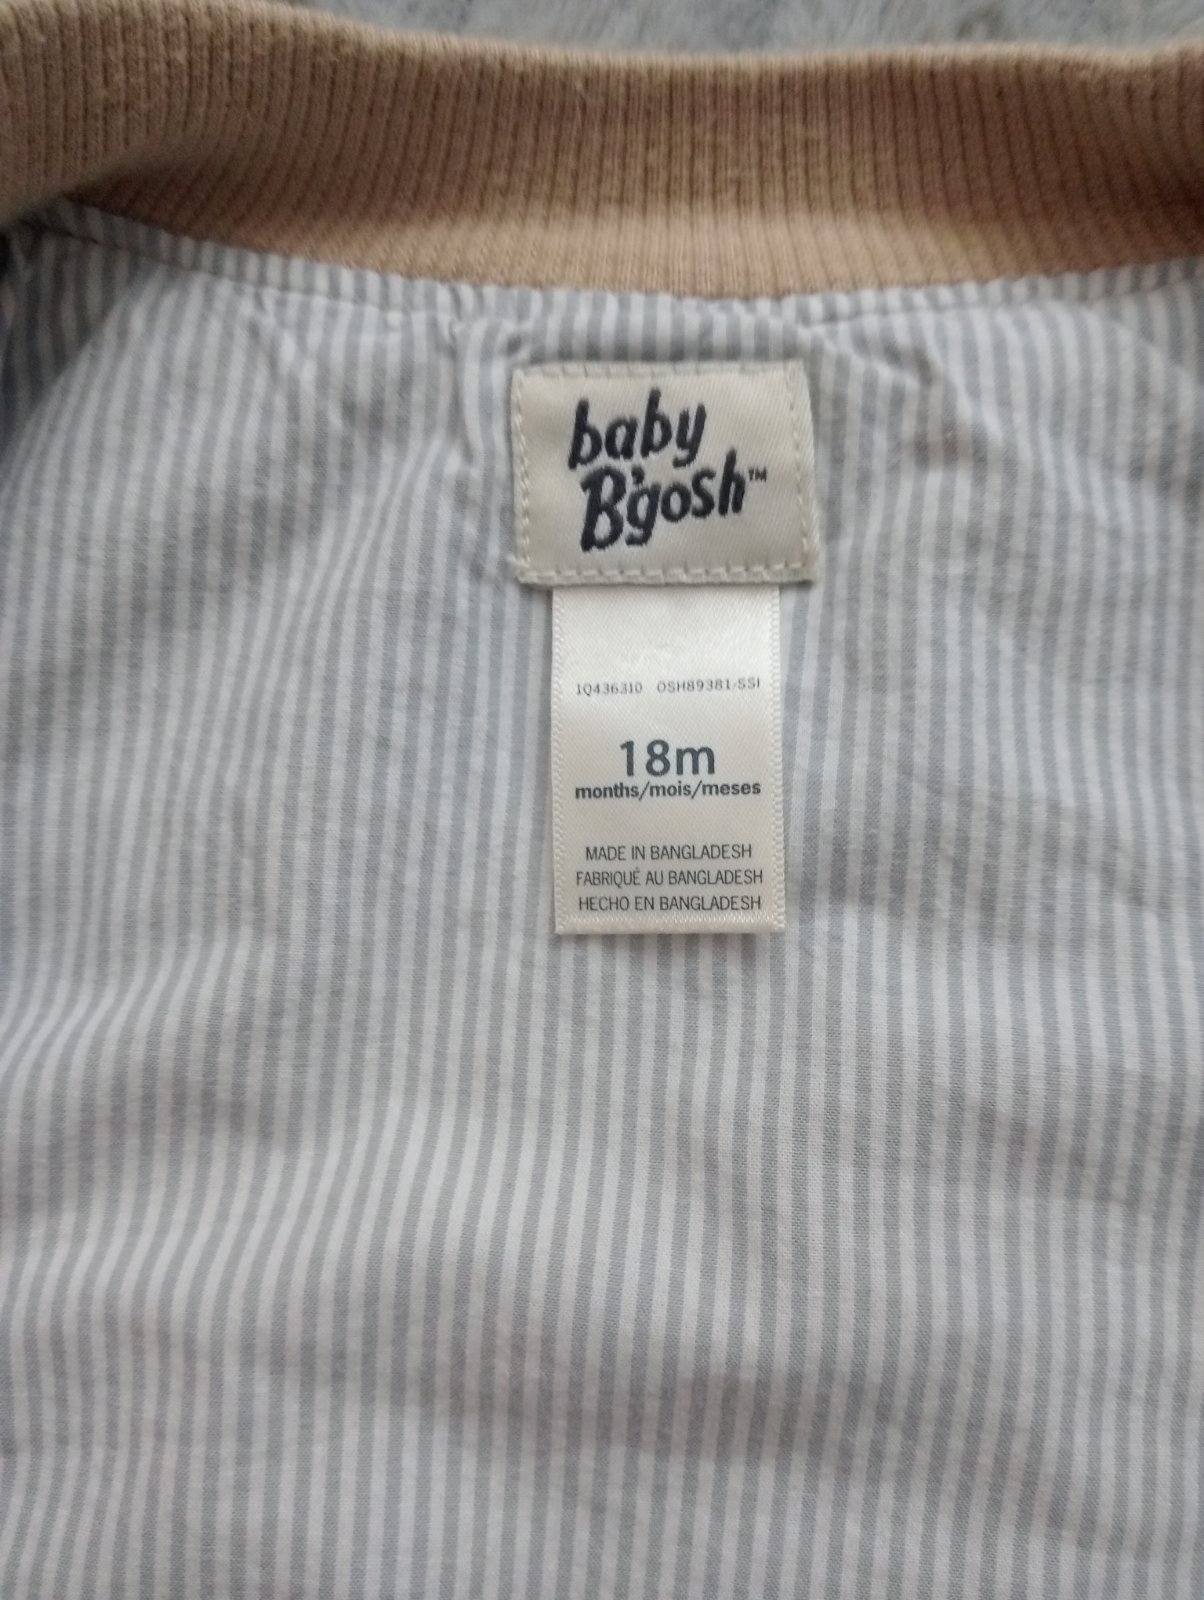 baby
B'gosh™
1Q436310 OSH89381-SSI
18m
months/mois/meses
MADE IN BANGLADESH
FABRIQUÉ AU BANGLADESH
HECHO EN BANGLADESH